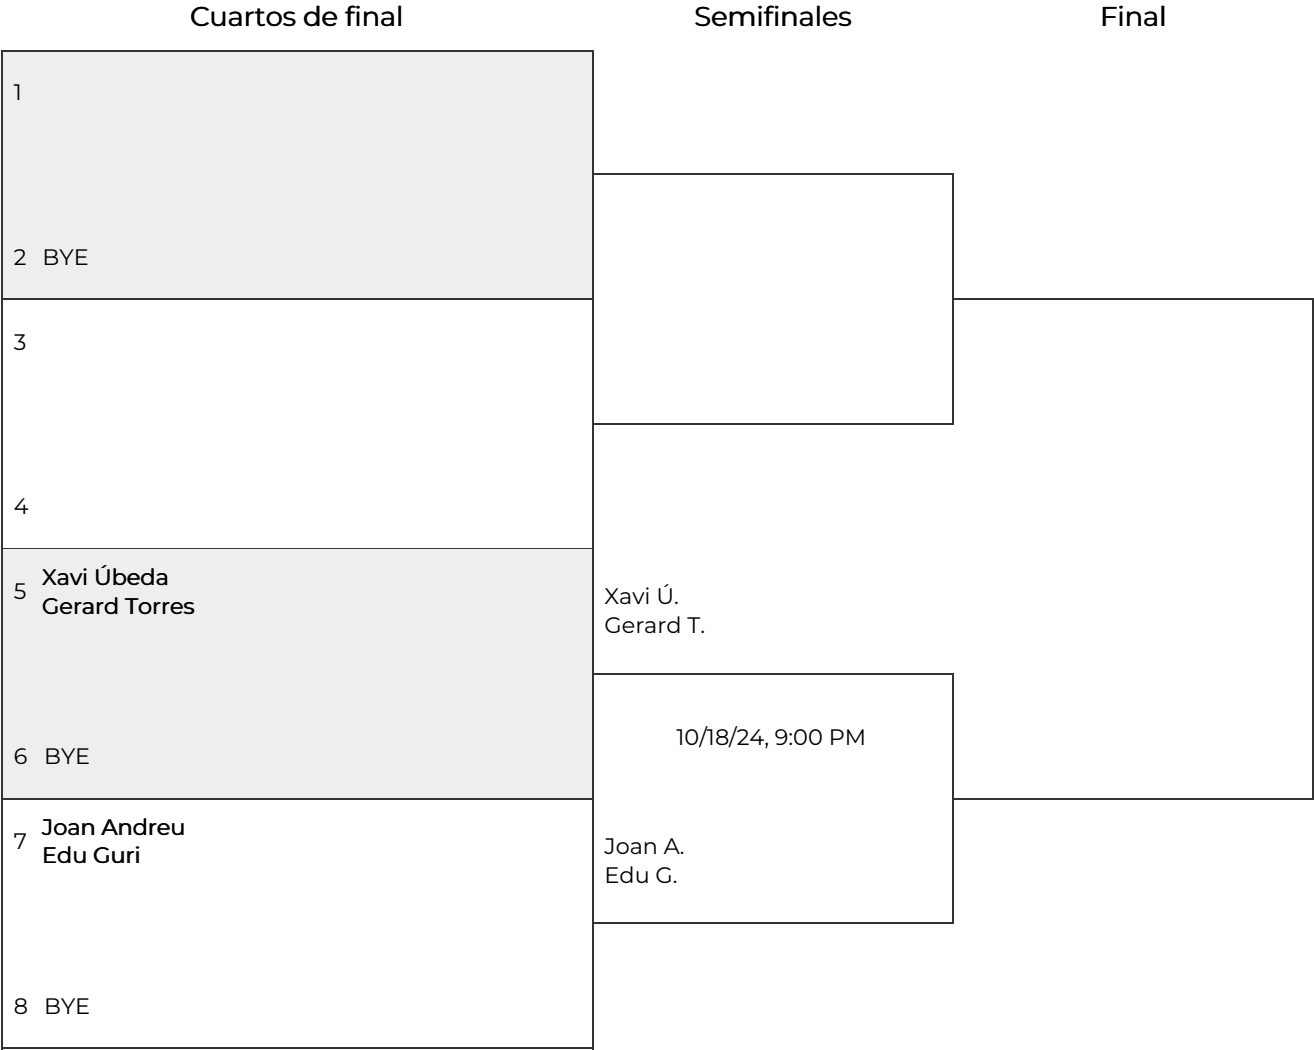 Cuartos de final
Semifinales
Final
1
2 BYE
3
4
5
Xavi Úbeda
Gerard Torres
6 BYE
7
Joan Andreu
Edu Guri
8 BYE
Xavi Ú.
Gerard T.
10/18/24, 9:00 PM
Joan A.
Edu G.